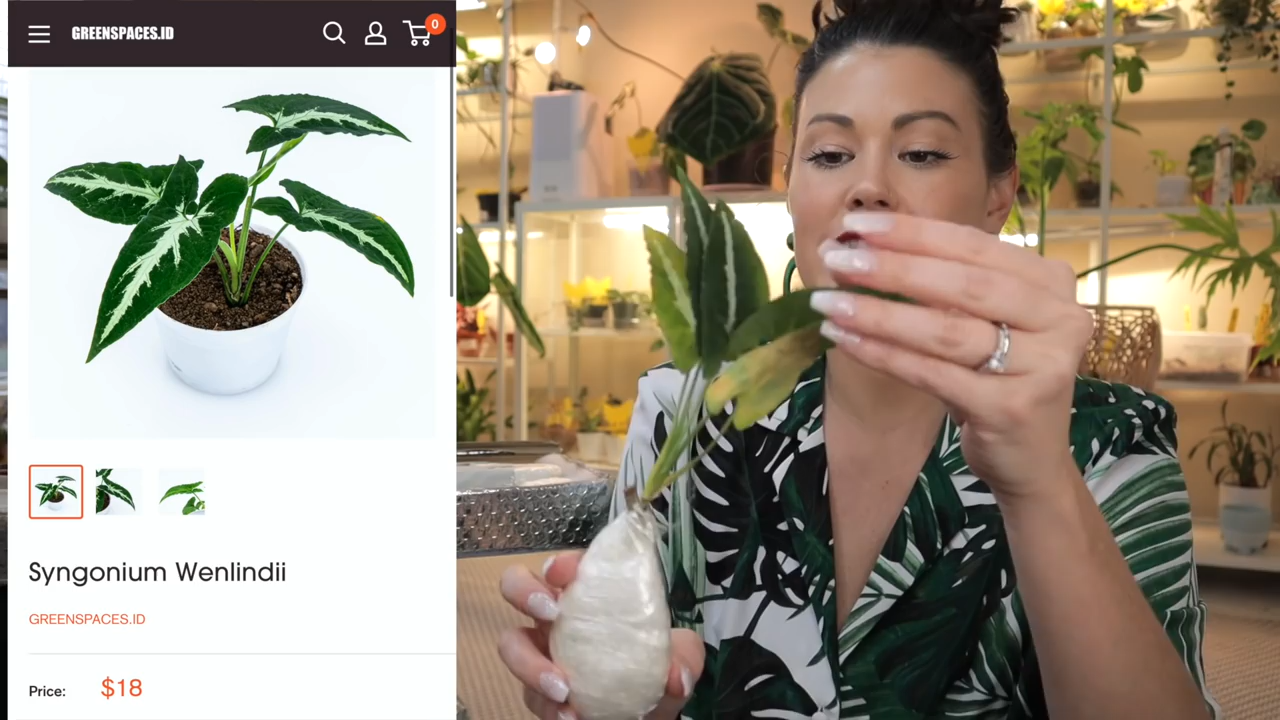 GREENSPACES.ID
0
Syngonium Wenlindii
GREENSPACES.ID
Price: $18